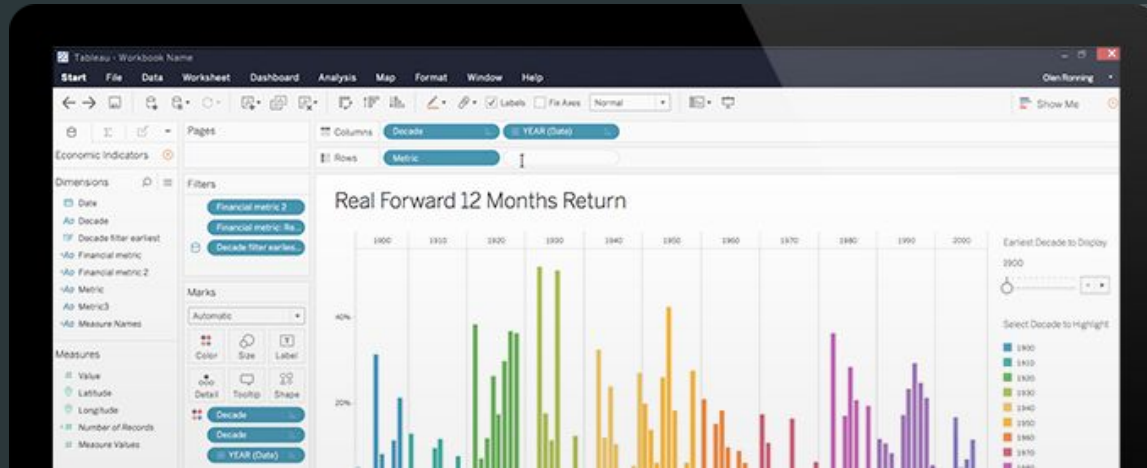 Tableau - Workbook Name
Start File Data Worksheet Dashboard Analysis Map Format Window Help
Olen Ronning
Labels Fix Axes Normal Show Me
Pages
Columns Decade YEAR (Date)
Economic Indicators
Rows Metric
Dimensions
Filters
Date
Decade
Decade filter earliest
Financial metric
Financial metric 2
Metric
Metric3
Measure Names
Measures
Value
Latitude
Longitude
Number of Records
Measure Values
Financial metric 2
Financial metric: Re...
Decade filter earlies...
Marks
Automatic
Color Size Label
Detail Tooltip Shape
Decade
Decade
YEAR (Date)
Real Forward 12 Months Return
1900 1910 1920 1930 1940 1950 1960 1970 1980 1990 2000
40%
20%
Earliest Decade to Display
1900
Select Decade to Highlight
1900
1910
1920
1930
1940
1950
1960
1970
1980